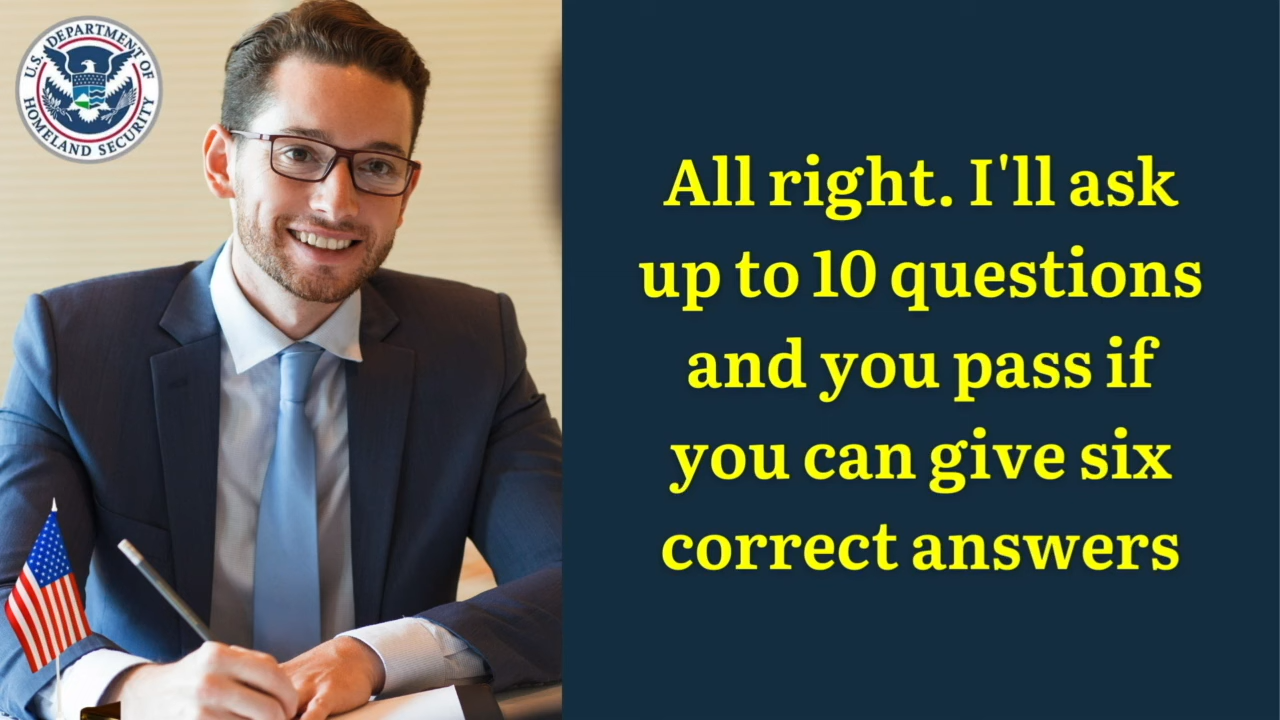 U.S. DEPARTMENT OF
HOMELAND SECURITY
All right. I'll ask
up to 10 questions
and you pass if
you can give six
correct answers